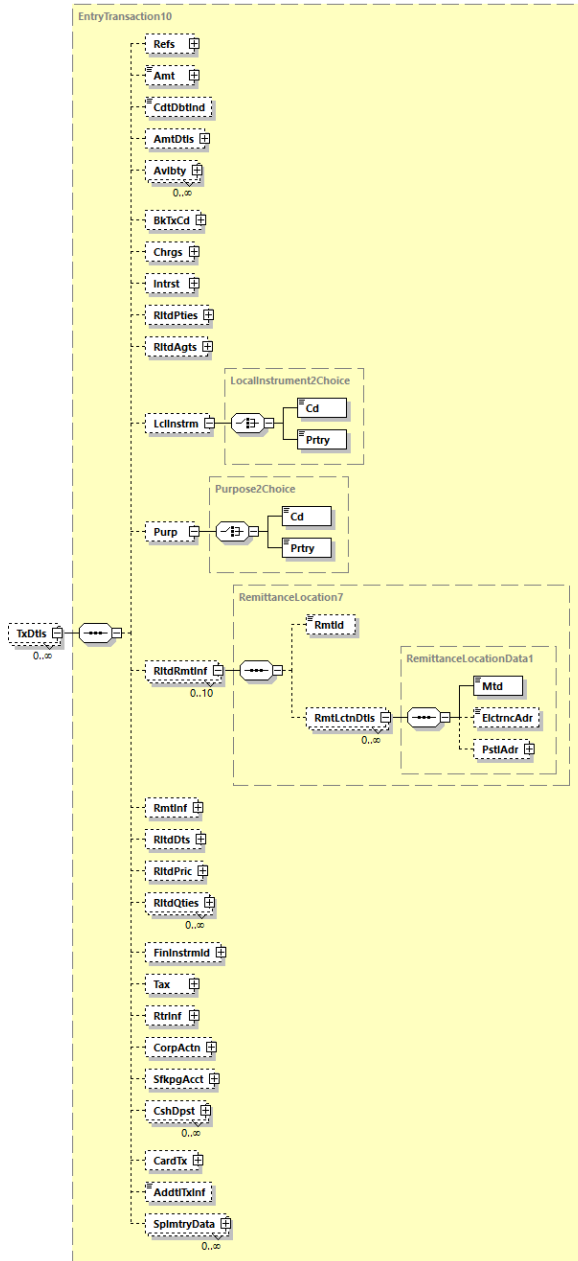 EntryTransaction10
Refs
Amt
CdtDbtInd
AmtDtls
Avlbty
0..∞
BkTxCd
Chrgs
Intrst
RltdPties
RltdAgts
LocalInstrument2Choice
LclInstrm
Cd
Prtry
Purpose2Choice
Purp
Cd
Prtry
TxDtls
0..∞
RemittanceLocation7
RltdRmtInf
0..10
RmtId
RmtLctnDtls
0..∞
RemittanceLocationData1
Mtd
ElctrncAdr
PstlAdr
RmtInf
RltdDts
RltdPric
RltdQties
0..∞
FinInstrmId
Tax
RtrInf
CorpActn
SfkpgAcct
CshDpst
0..∞
CardTx
AddtlTxInf
SplmtryData
0..∞